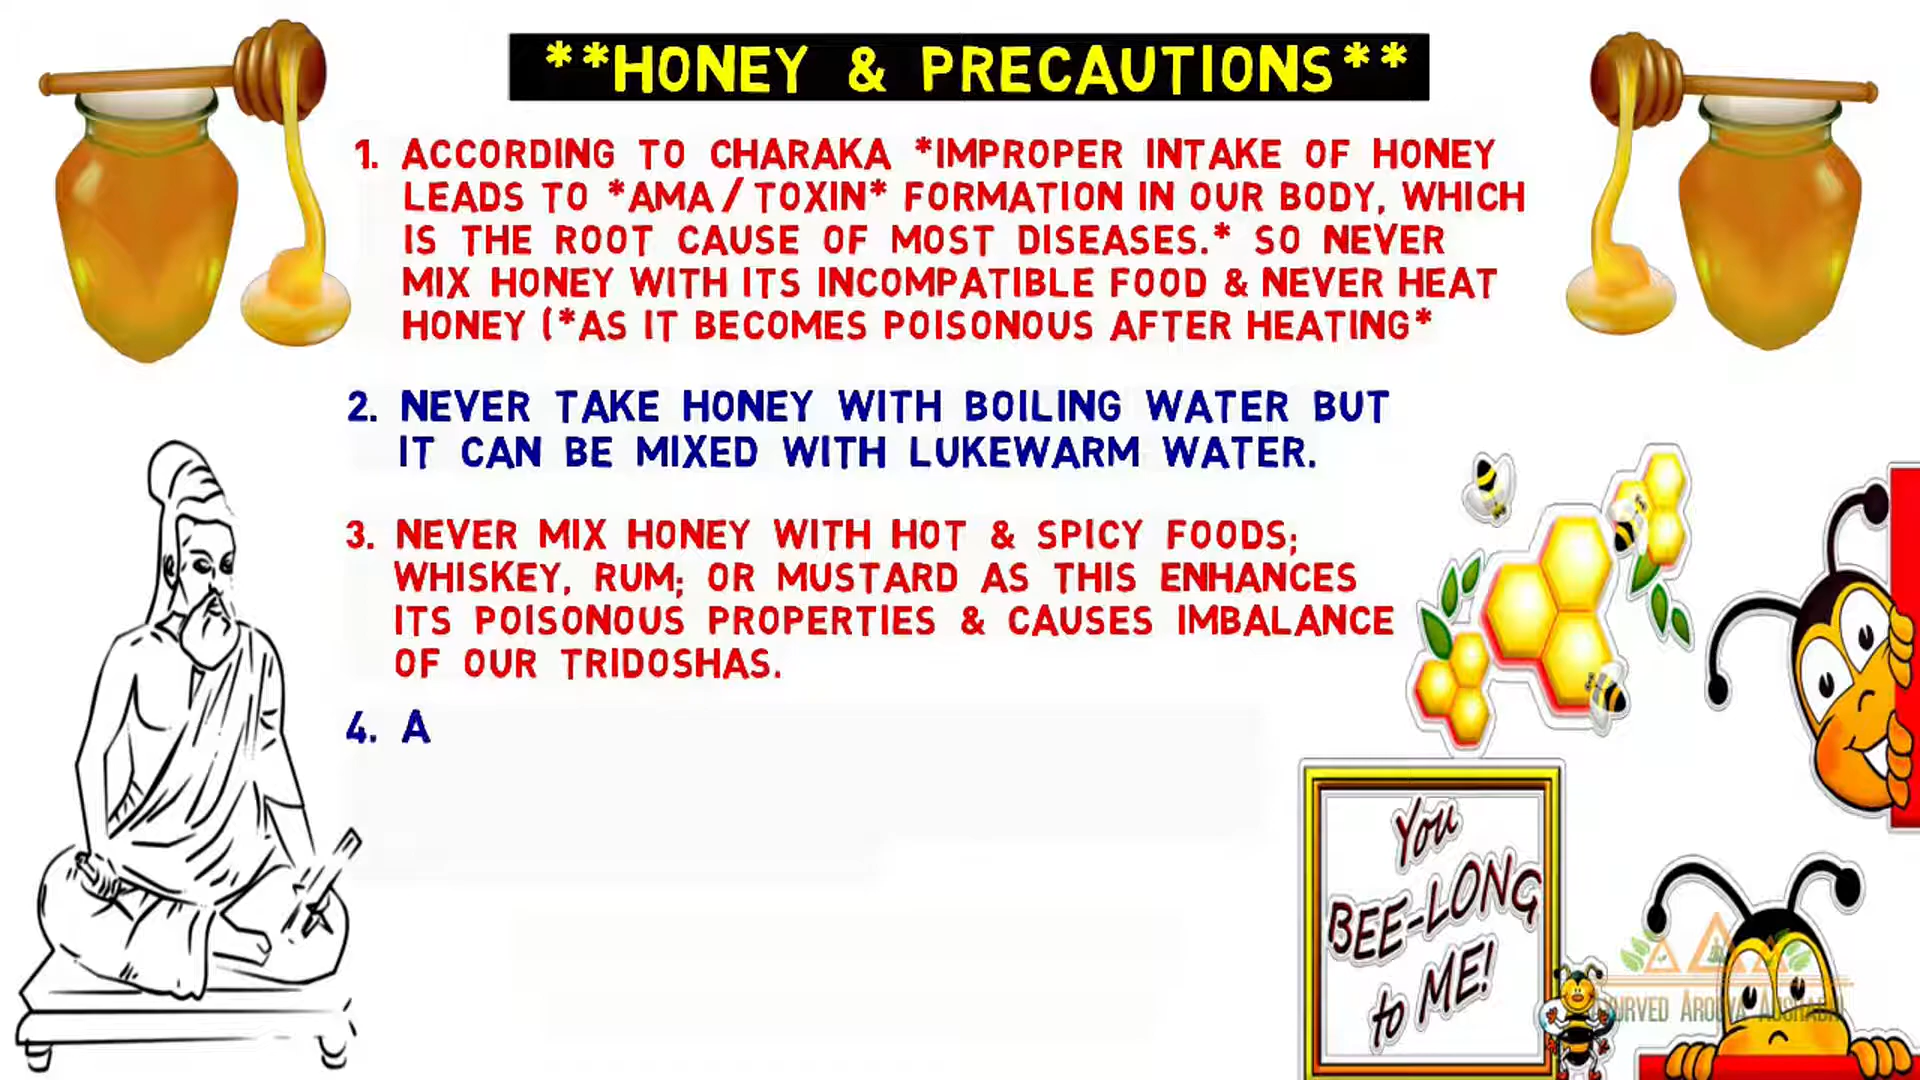 **HONEY & PRECAUTIONS**
1. ACCORDING TO CHARAKA *IMPROPER INTAKE OF HONEY
LEADS TO *AMA/TOXIN* FORMATION IN OUR BODY, WHICH
IS THE ROOT CAUSE OF MOST DISEASES.* SO NEVER
MIX HONEY WITH ITS INCOMPATIBLE FOOD & NEVER HEAT
HONEY (*AS IT BECOMES POISONOUS AFTER HEATING*
2. NEVER TAKE HONEY WITH BOILING WATER BUT
IT CAN BE MIXED WITH LUKEWARM WATER.
3. NEVER MIX HONEY WITH HOT & SPICY FOODS;
WHISKEY, RUM; OR MUSTARD AS THIS ENHANCES
ITS POISONOUS PROPERTIES & CAUSES IMBALANCE
OF OUR TRIDOSHAS.
4. A
You
BEE-LONG
to ME!